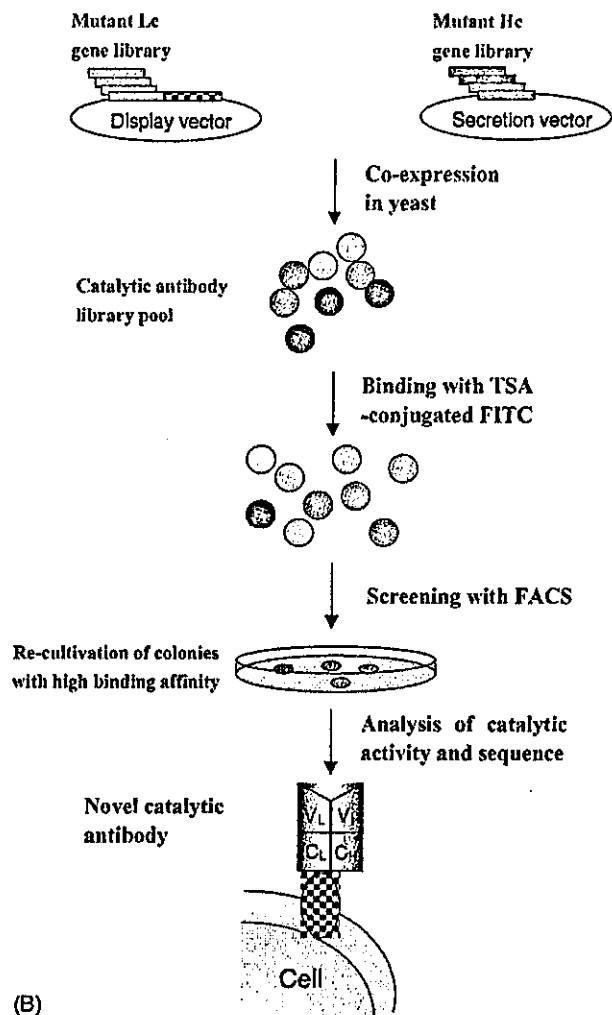 Mutant Lc
gene library
Mutant Hc
gene library
Display vector
Secretion vector
Co-expression
in yeast
Catalytic antibody
library pool
Binding with TSA
-conjugated FITC
Screening with FACS
Re-cultivation of colonies
with high binding affinity
Analysis of catalytic
activity and sequence
Novel catalytic
antibody
VL VH
CL CH
Cell
(B)